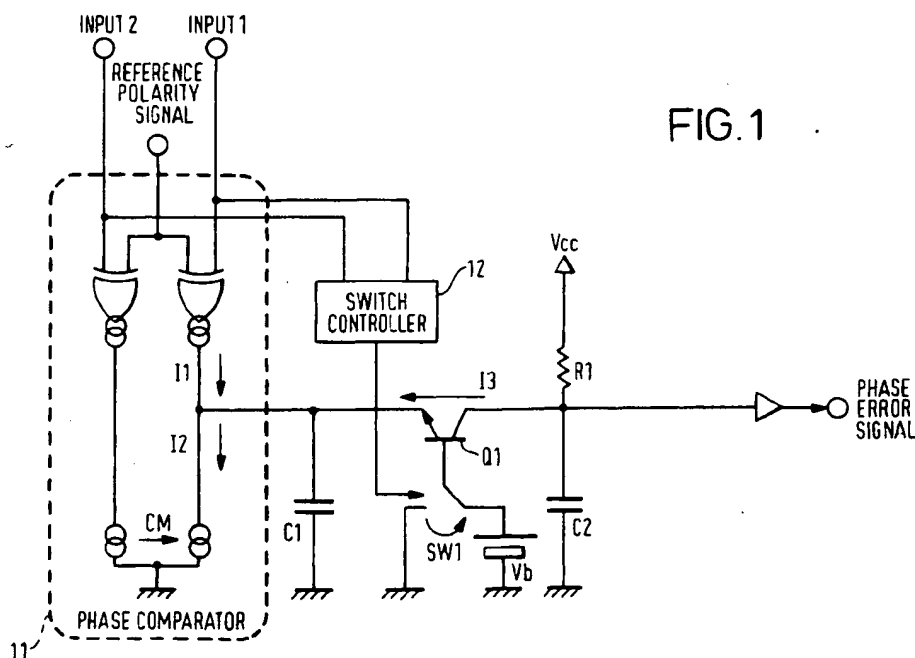 INPUT 2
INPUT 1
REFERENCE
POLARITY
SIGNAL
FIG.1
12
SWITCH
CONTROLLER
Vcc
R1
I1
I3
PHASE
ERROR
SIGNAL
I2
Q1
CM
C1
SW1
Vb
C2
PHASE COMPARATOR
11